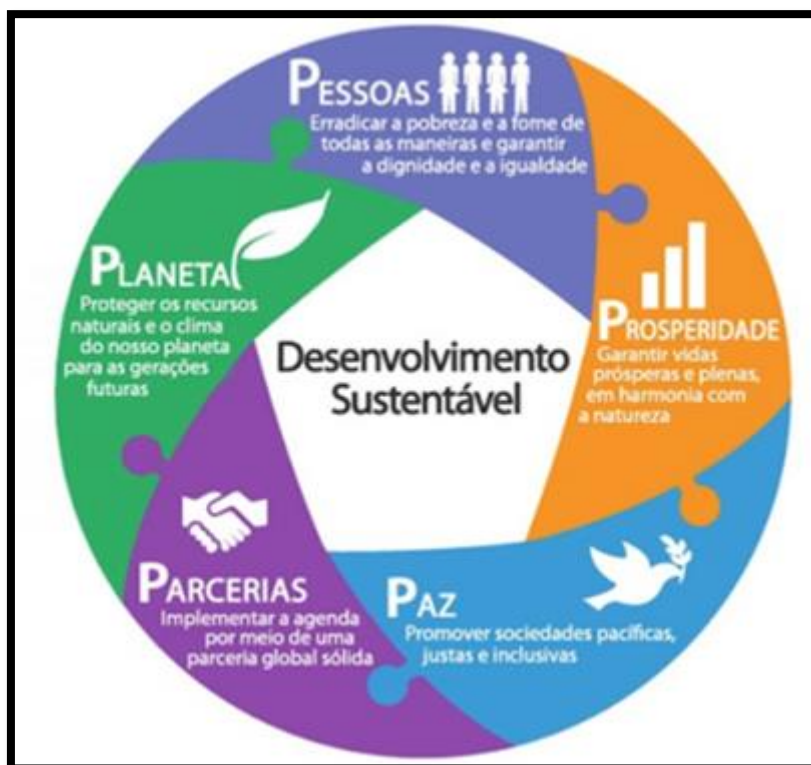 PESSOAS
Erradicar a pobreza e a fome de
todas as maneiras e garantir
a dignidade e a igualdade
PLANETA
Proteger os recursos
naturais e o clima
do nosso planeta
para as gerações
futuras
PROSPERIDADE
Garantir vidas
prósperas e plenas,
em harmonia com
a natureza
Desenvolvimento
Sustentável
PARCERIAS
Implementar a agenda
por meio de uma
parceria global sólida
PAZ
Promover sociedades pacíficas,
justas e inclusivas